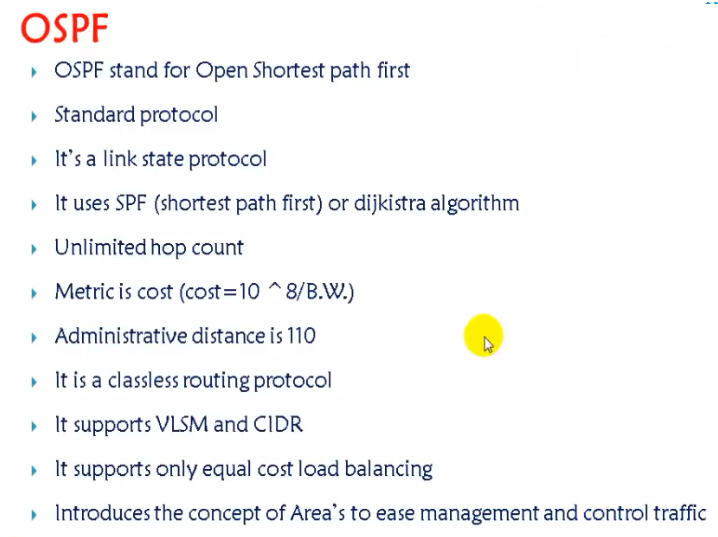 OSPF
OSPF stand for Open Shortest path first
Standard protocol
It's a link state protocol
It uses SPF (shortest path first) or dijkistra algorithm
Unlimited hop count
Metric is cost (cost=10 ^8/B.W.)
Administrative distance is 110
It is a classless routing protocol
It supports VLSM and CIDR
It supports only equal cost load balancing
Introduces the concept of Area's to ease management and control traffic